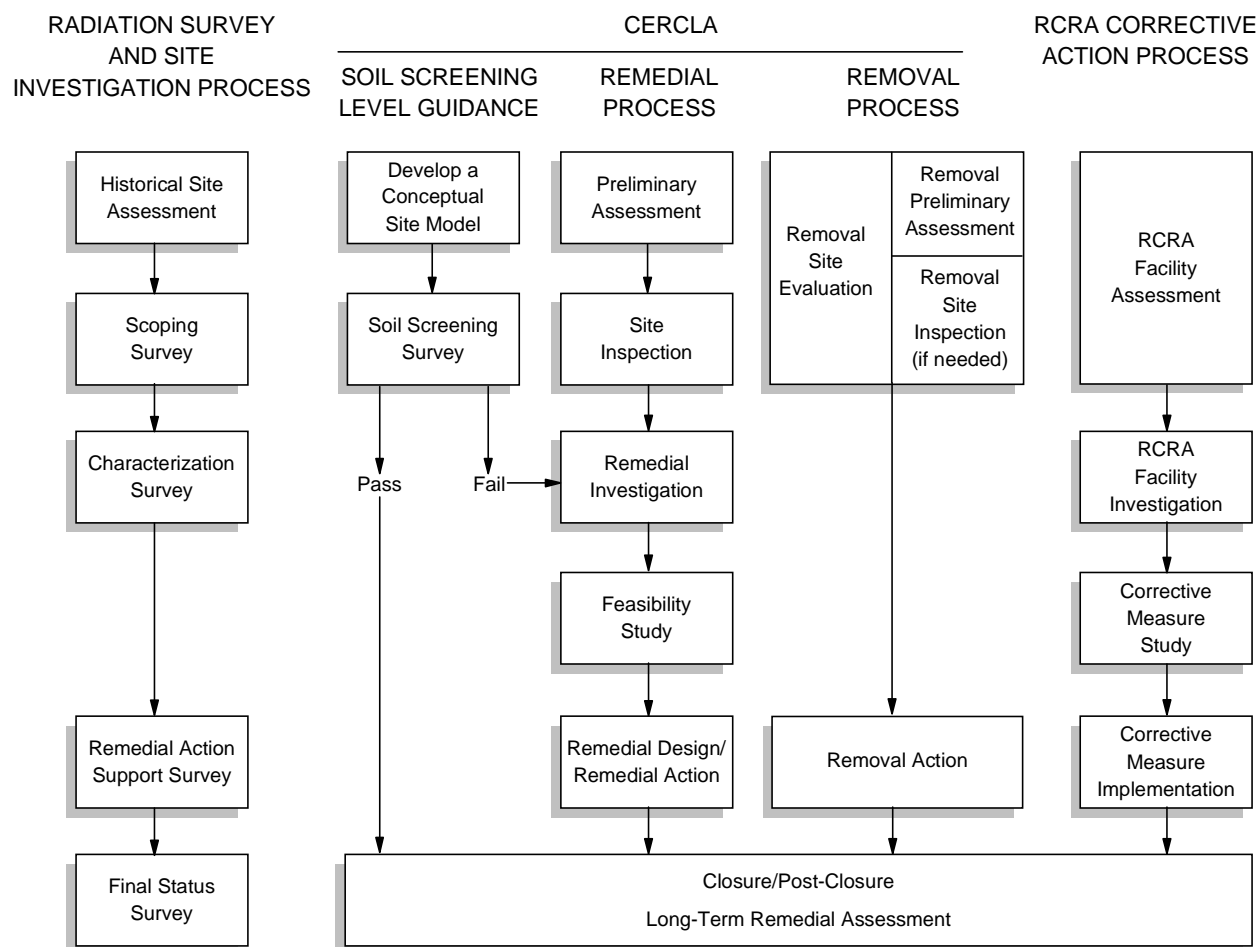 RADIATION SURVEY
AND SITE
INVESTIGATION PROCESS
CERCLA
SOIL SCREENING
LEVEL GUIDANCE
REMEDIAL
PROCESS
REMOVAL
PROCESS
RCRA CORRECTIVE
ACTION PROCESS
Historical Site
Assessment
Scoping
Survey
Characterization
Survey
Remedial Action
Support Survey
Final Status
Survey
Develop a
Conceptual
Site Model
Soil Screening
Survey
Pass
Fail
Preliminary
Assessment
Site
Inspection
Remedial
Investigation
Feasibility
Study
Remedial Design/
Remedial Action
Removal
Site
Evaluation
Removal
Preliminary
Assessment
Removal
Site
Inspection
(if needed)
Removal Action
RCRA
Facility
Assessment
RCRA
Facility
Investigation
Corrective
Measure
Study
Corrective
Measure
Implementation
Closure/Post-Closure
Long-Term Remedial Assessment